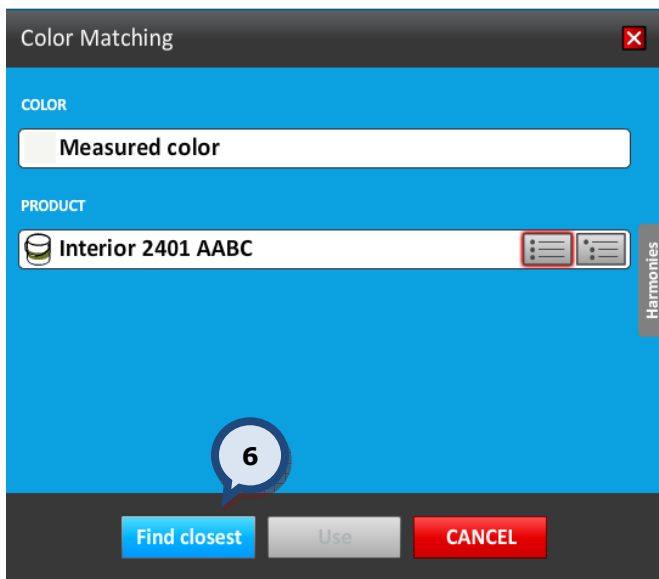 Color Matching
COLOR
Measured color
PRODUCT
Interior 2401 AABC
Harmonies
6
Find closest Use CANCEL